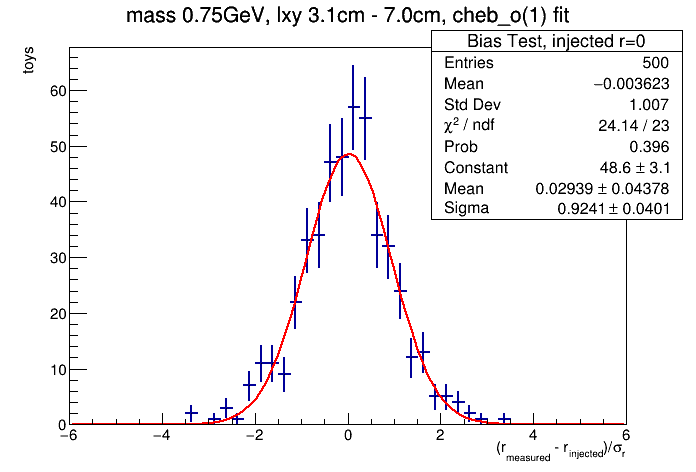 mass 0.75GeV, lxy 3.1cm - 7.0cm, cheb_o(1) fit
Bias Test, injected r=0
Entries 500
Mean −0.003623
Std Dev 1.007
χ² / ndf 24.14 / 23
Prob 0.396
Constant 48.6 ± 3.1
Mean 0.02939 ± 0.04378
Sigma 0.9241 ± 0.0401
toys
60
50
40
30
20
10
0
−6 −4 −2 0 2 4 6
(r_measured - r_injected)/σ_r